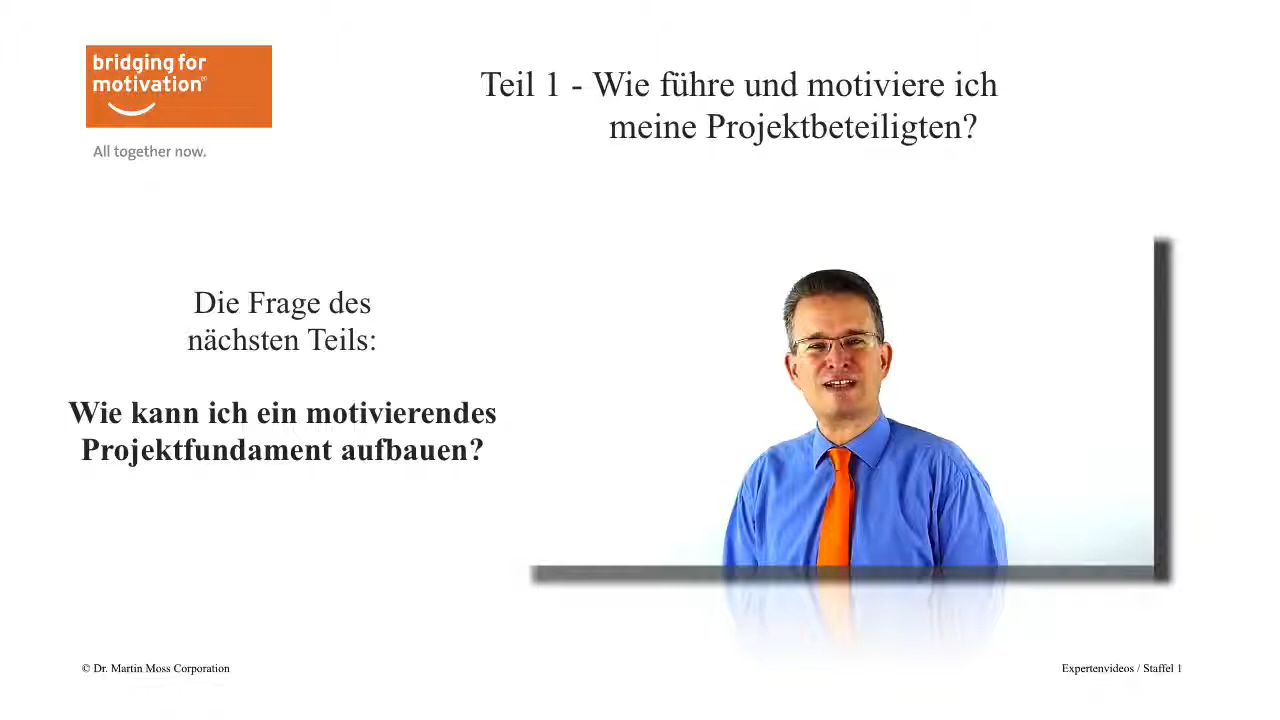 bridging for
motivation®
All together now.
Teil 1 - Wie führe und motiviere ich
meine Projektbeteiligten?
Die Frage des
nächsten Teils:
Wie kann ich ein motivierendes
Projektfundament aufbauen?
© Dr. Martin Moss Corporation
Expertenvideos / Staffel 1